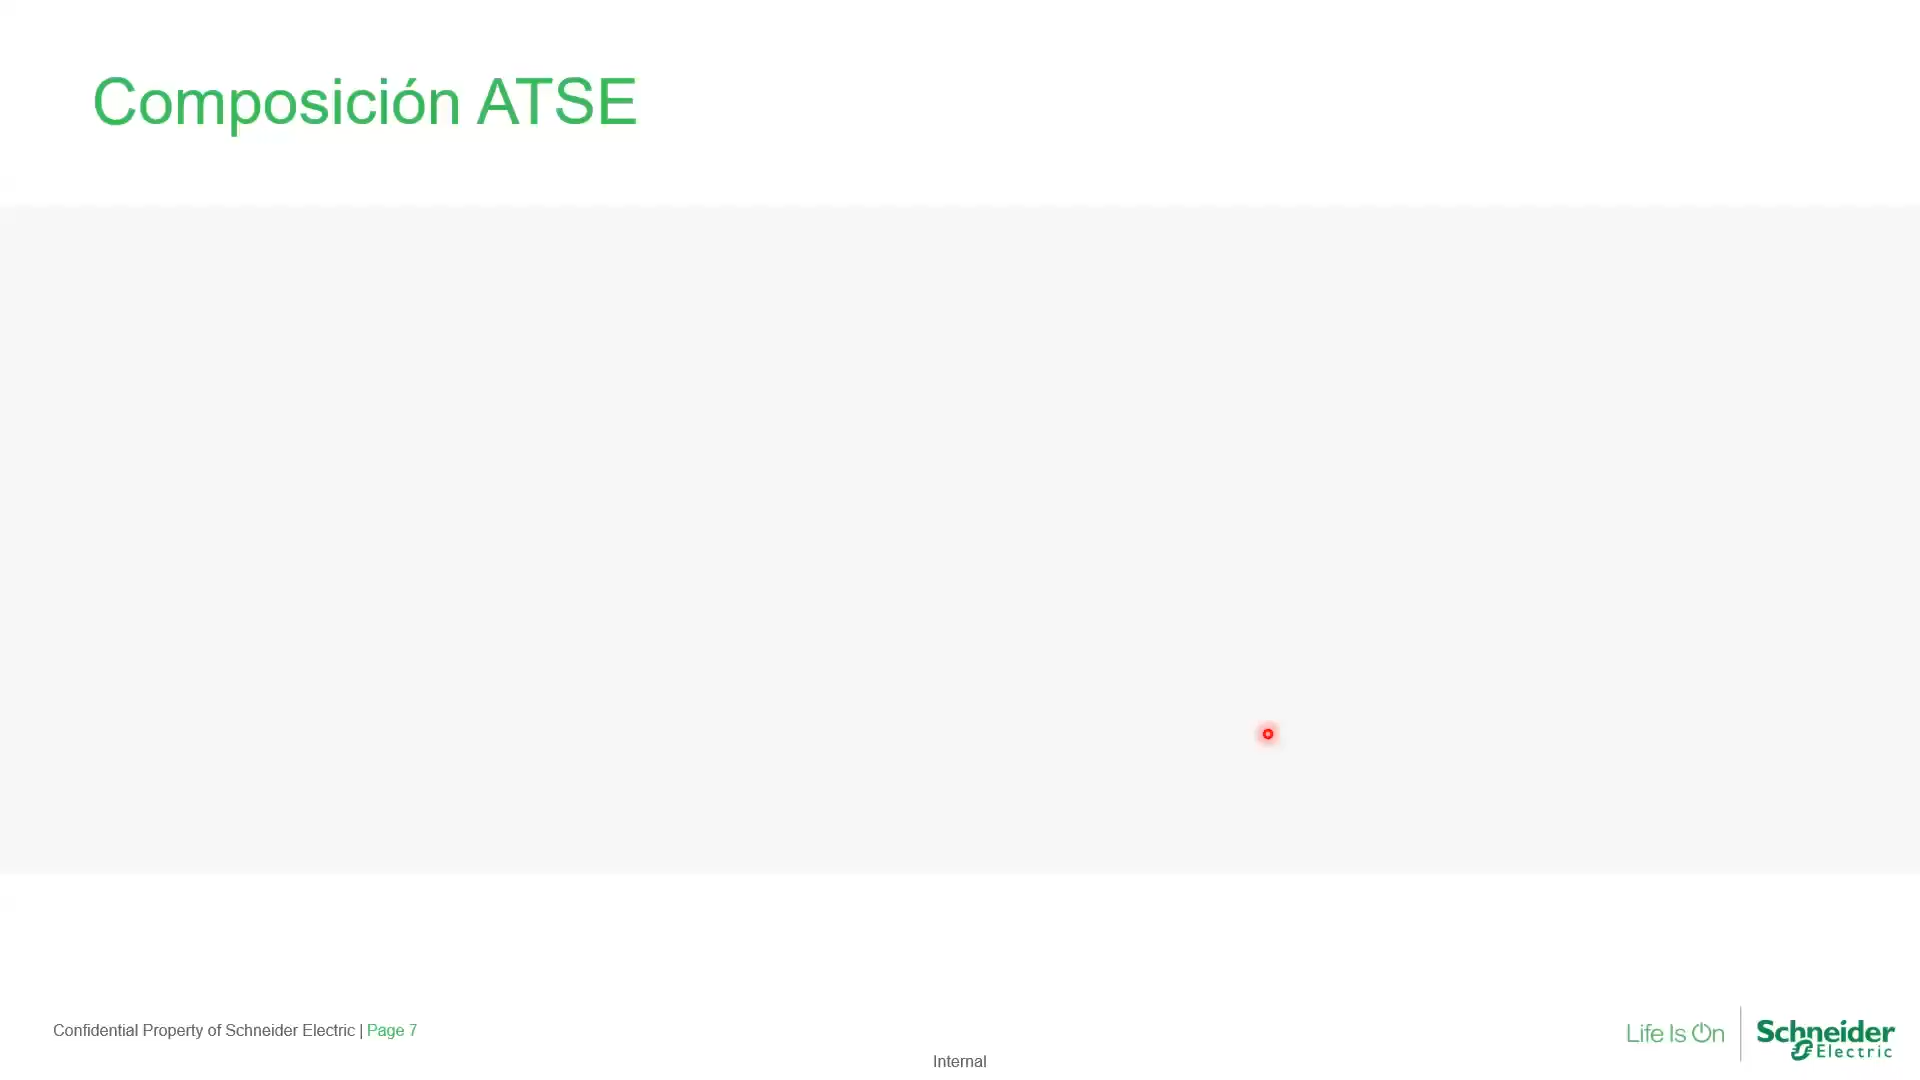 Composición ATSE
Confidential Property of Schneider Electric | Page 7
Internal
Life Is On
Schneider
Electric